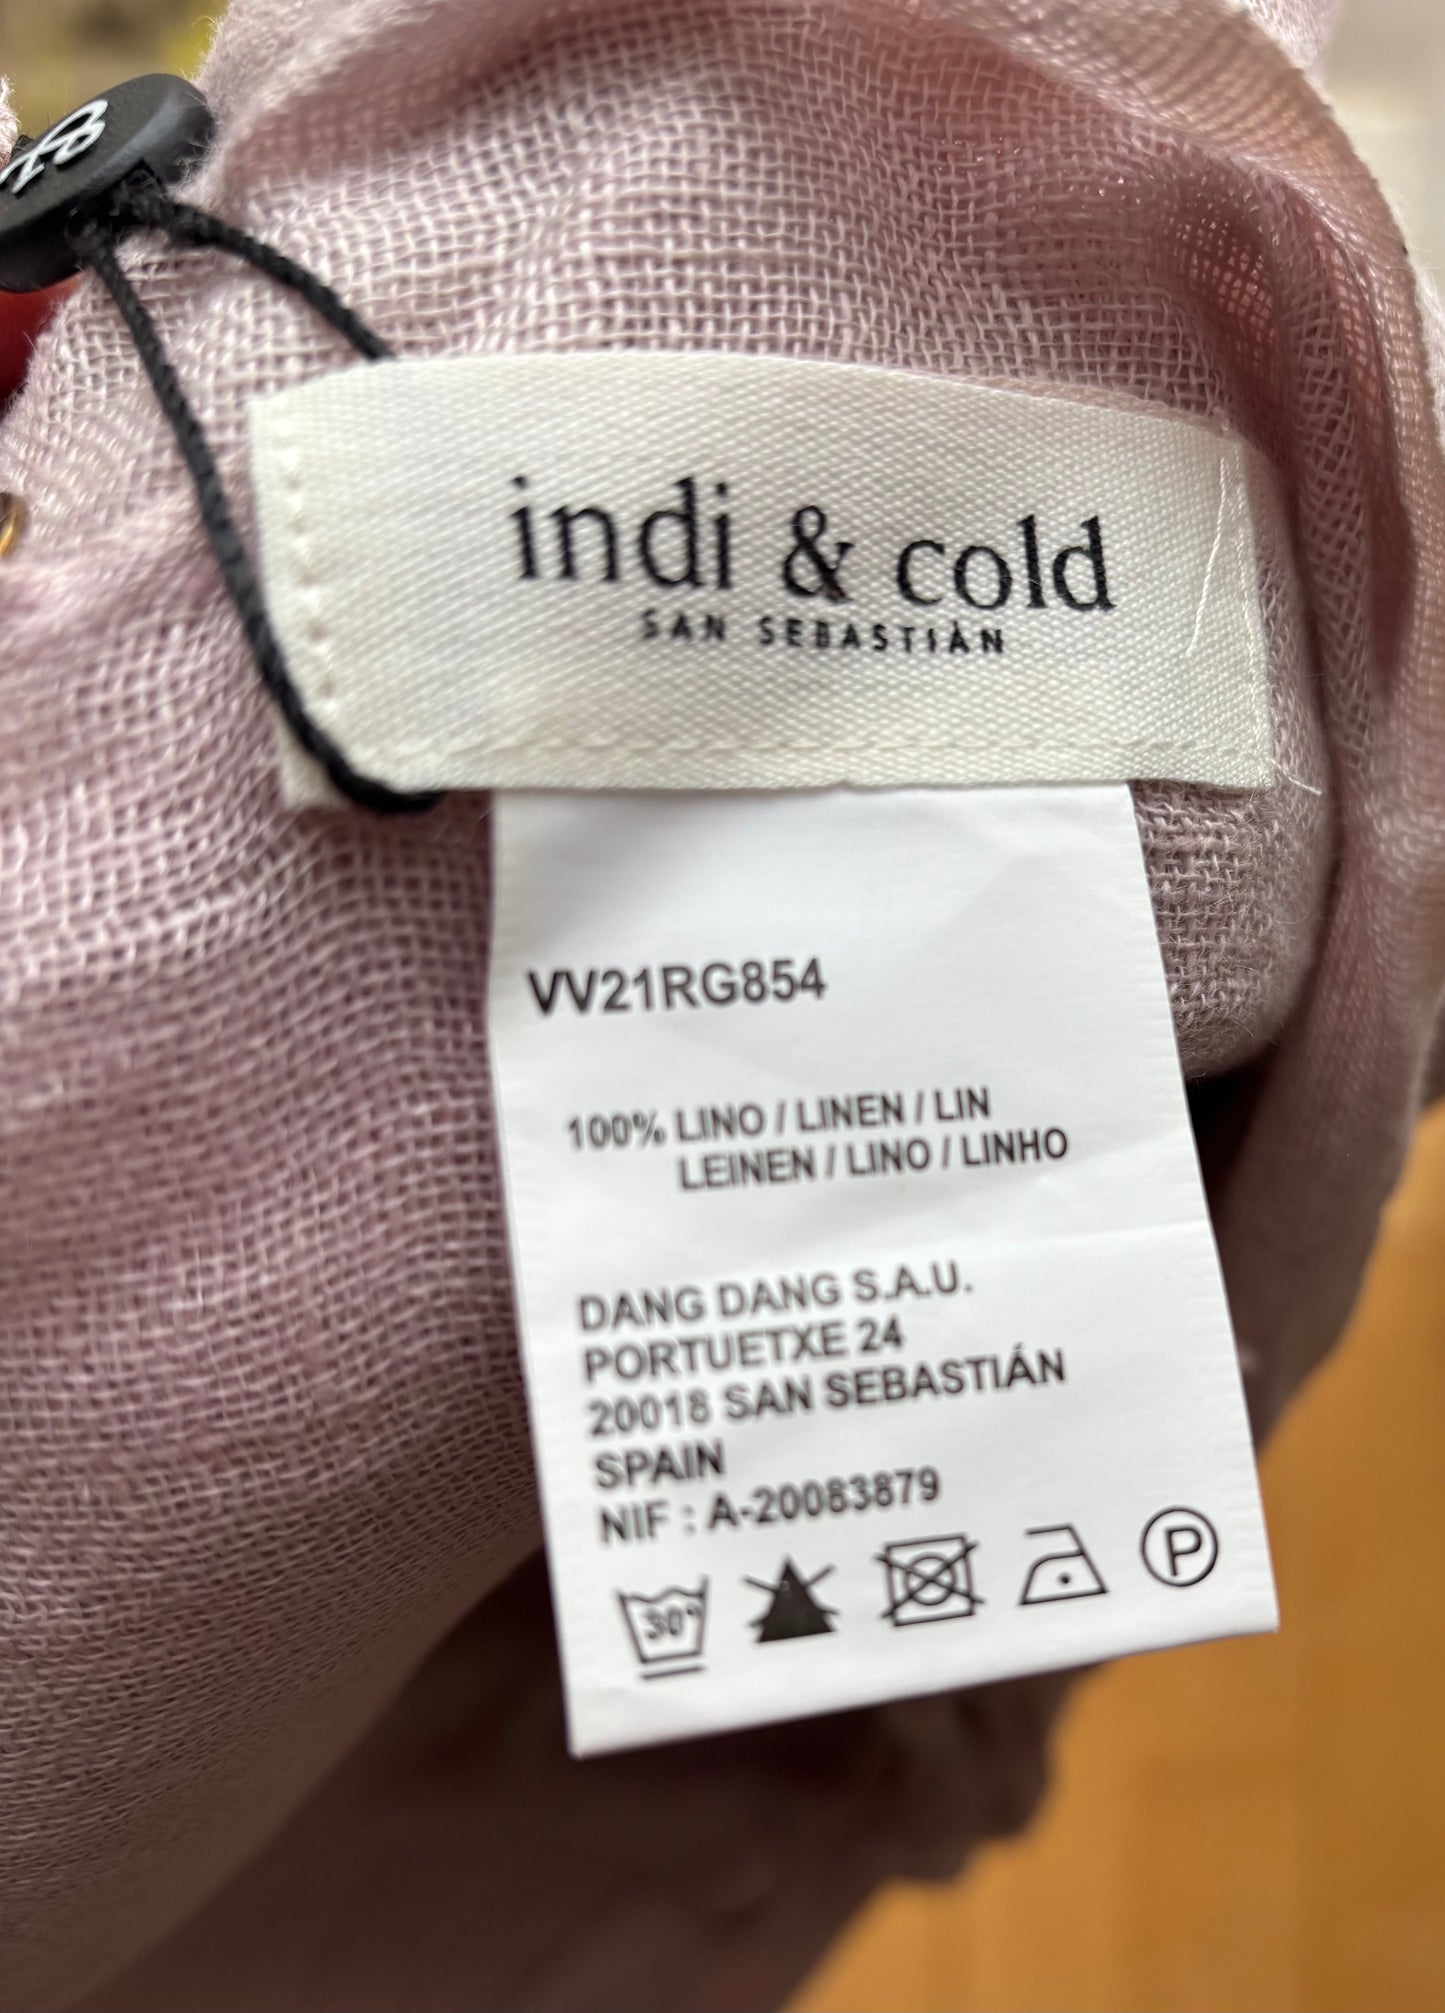 indi & cold
SAN SEBASTIÁN
VV21RG854
100% LINO / LINEN / LIN
LEINEN / LINO / LINHO
DANG DANG S.A.U.
PORTUETXE 24
20018 SAN SEBASTIÁN
SPAIN
NIF : A-20083879
30° P